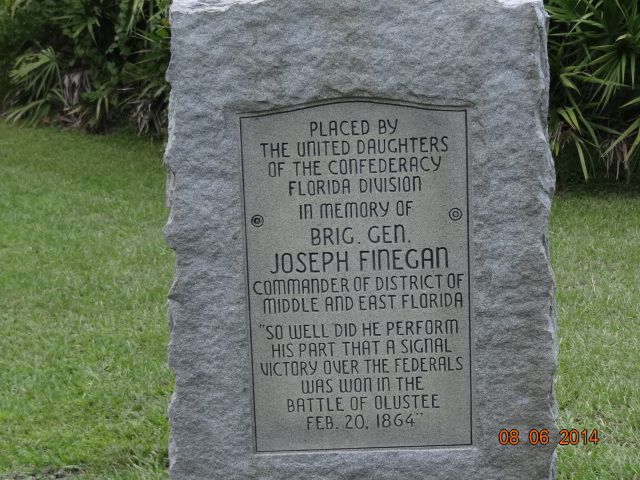 PLACED BY
THE UNITED DAUGHTERS
OF THE CONFEDERACY
FLORIDA DIVISION
IN MEMORY OF
BRIG. GEN.
JOSEPH FINEGAN
COMMANDER OF DISTRICT OF
MIDDLE AND EAST FLORIDA
"SO WELL DID HE PERFORM
HIS PART THAT A SIGNAL
VICTORY OVER THE FEDERALS
WAS WON IN THE
BATTLE OF OLUSTEE
FEB. 20, 1864"
08 06 2014